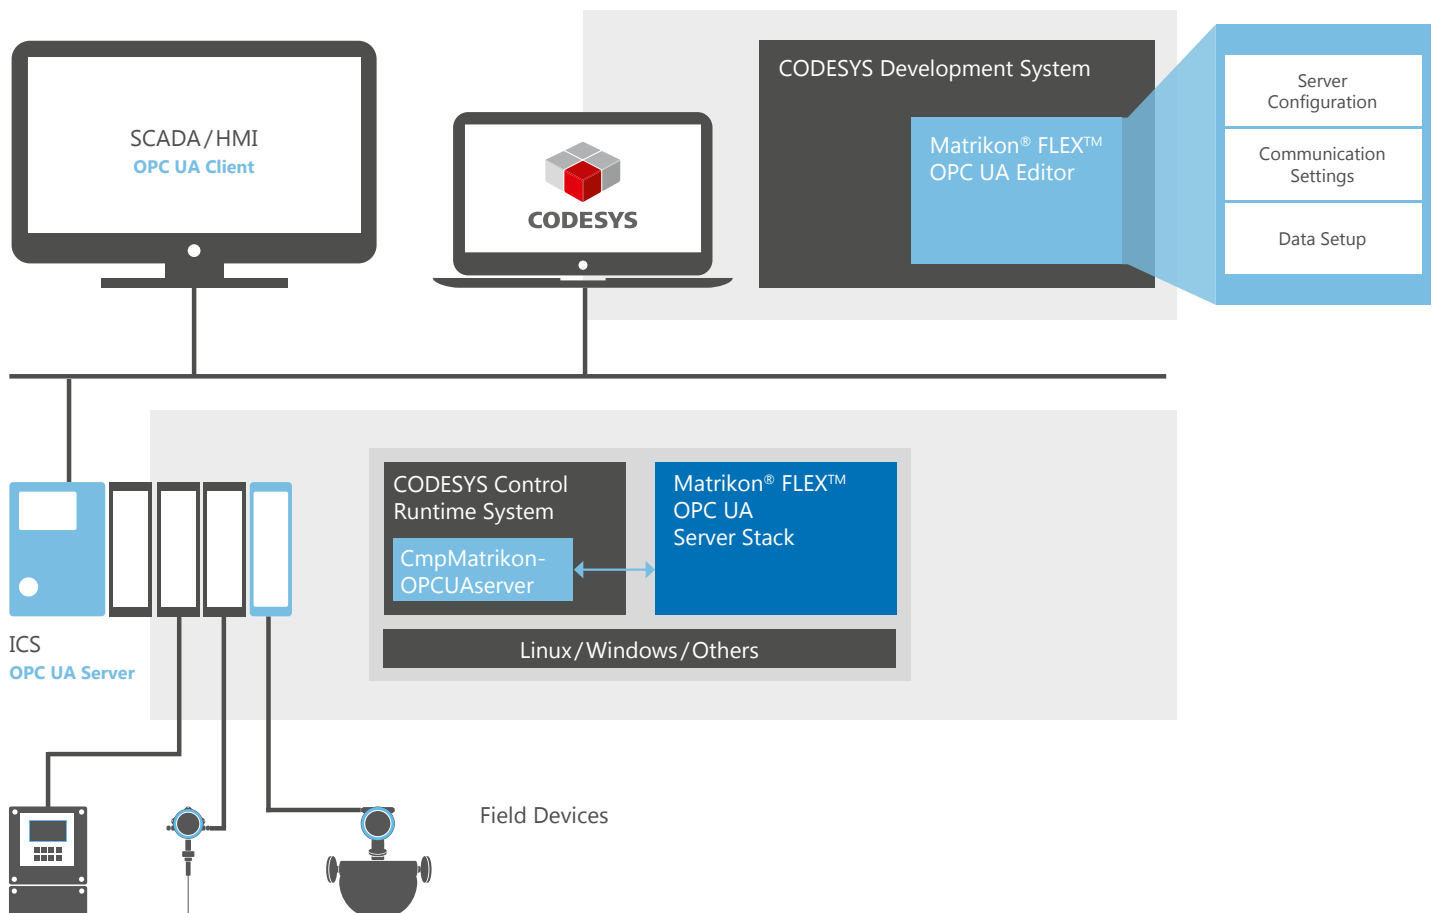 SCADA/HMI
OPC UA Client
CODESYS
CODESYS Development System
Matrikon® FLEX™
OPC UA Editor
Server
Configuration
Communication
Settings
Data Setup
ICS
OPC UA Server
CODESYS Control
Runtime System
CmpMatrikon-
OPCUAserver
Matrikon® FLEX™
OPC UA
Server Stack
Linux/Windows/Others
Field Devices